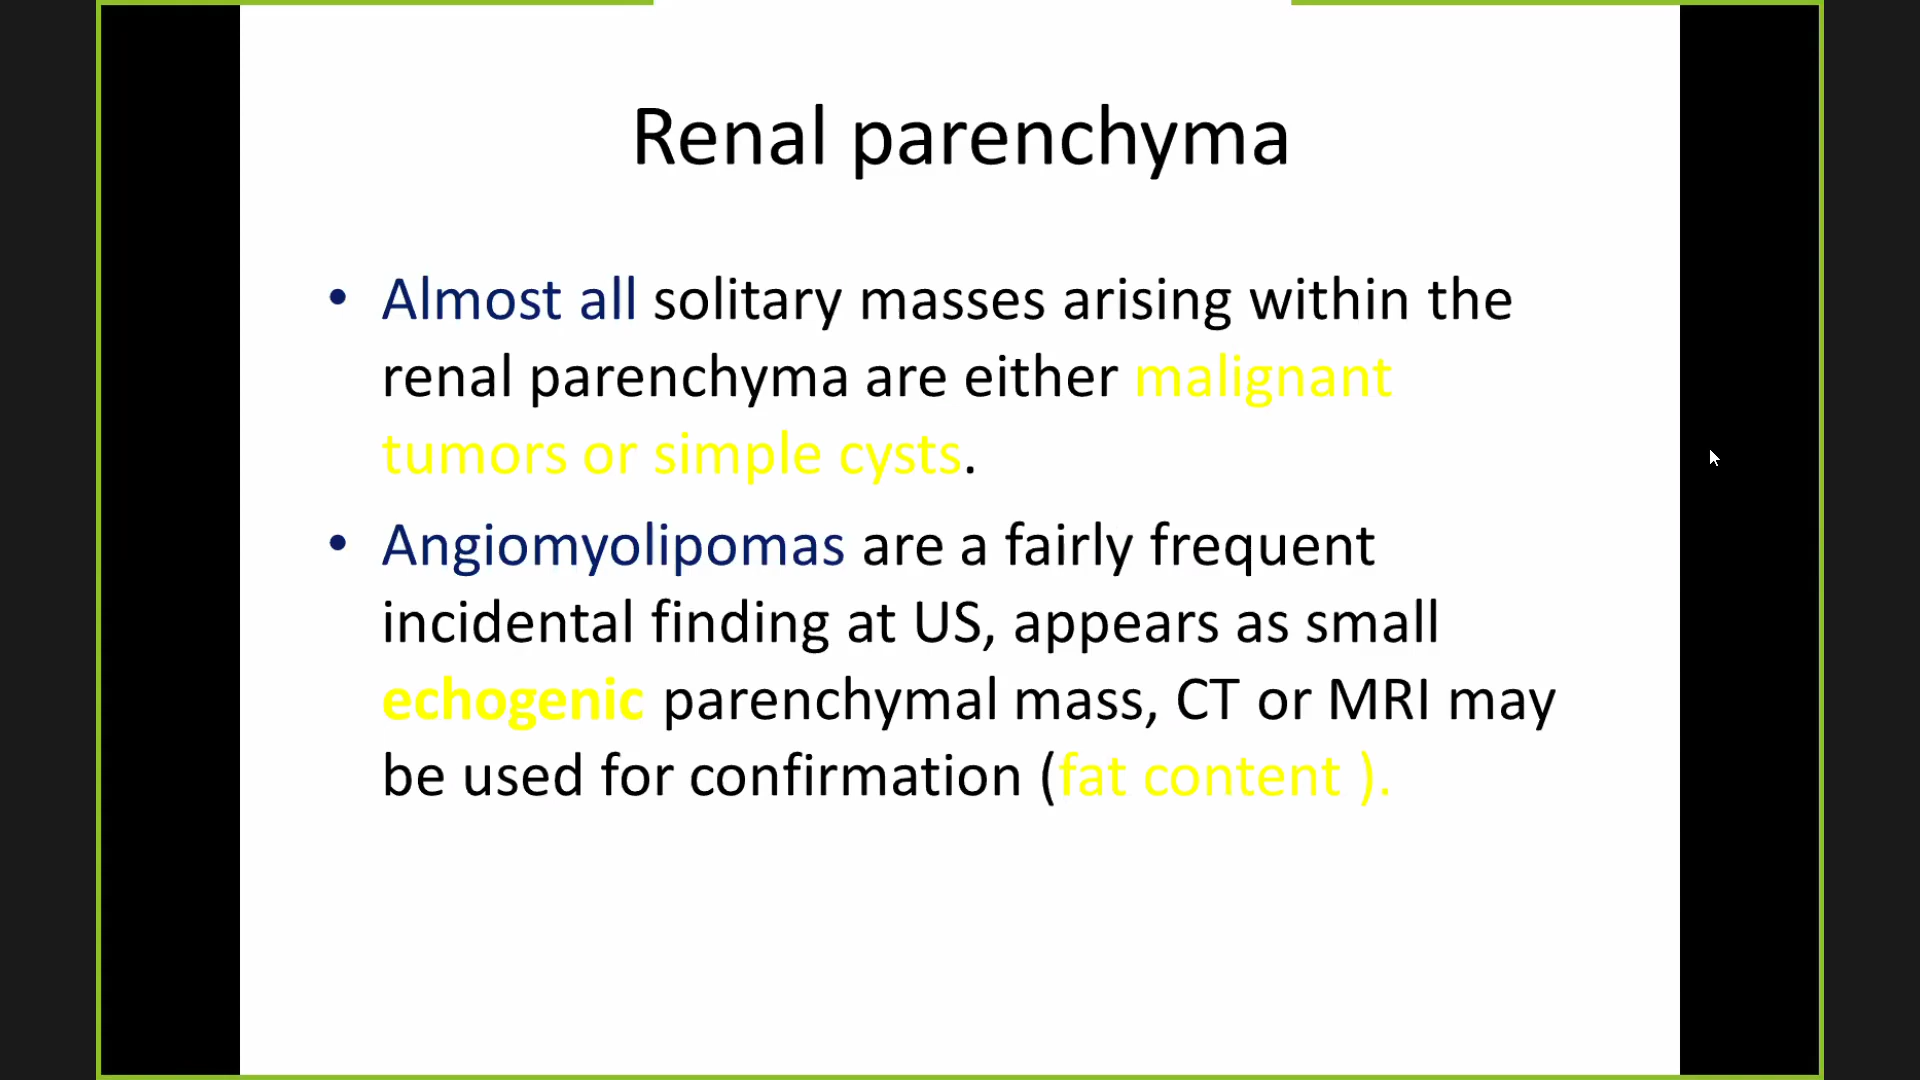 Renal parenchyma
• Almost all solitary masses arising within the
renal parenchyma are either malignant
tumors or simple cysts.
• Angiomyolipomas are a fairly frequent
incidental finding at US, appears as small
echogenic parenchymal mass, CT or MRI may
be used for confirmation (fat content ).